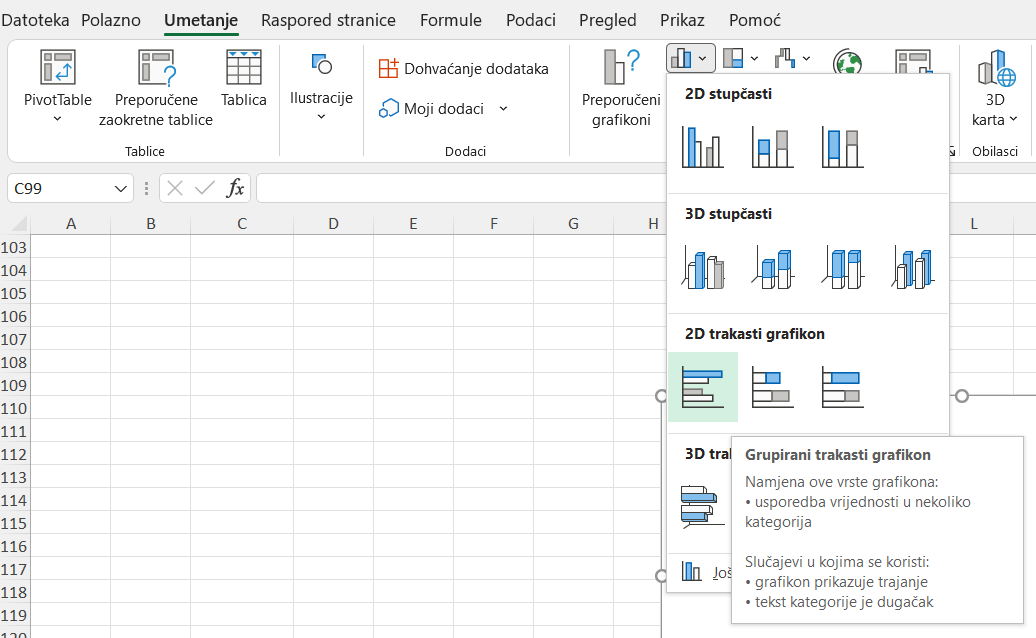 Datoteka Polazno Umetanje Raspored stranice Formule Podaci Pregled Prikaz Pomoć
PivotTable
Preporučene
zaokretne tablice
Tablica
Tablice
Ilustracije
Dohvaćanje dodataka
Moji dodaci
Dodaci
Preporučeni
grafikoni
3D
karta
Obilasci
2D stupčasti
3D stupčasti
2D trakasti grafikon
3D tra
Još
Grupirani trakasti grafikon
Namjena ove vrste grafikona:
• usporedba vrijednosti u nekoliko
kategorija
Slučajevi u kojima se koristi:
• grafikon prikazuje trajanje
• tekst kategorije je dugačak
C99
fx
A B C D E F G H L
103
104
105
106
107
108
109
110
111
112
113
114
115
116
117
118
119
120